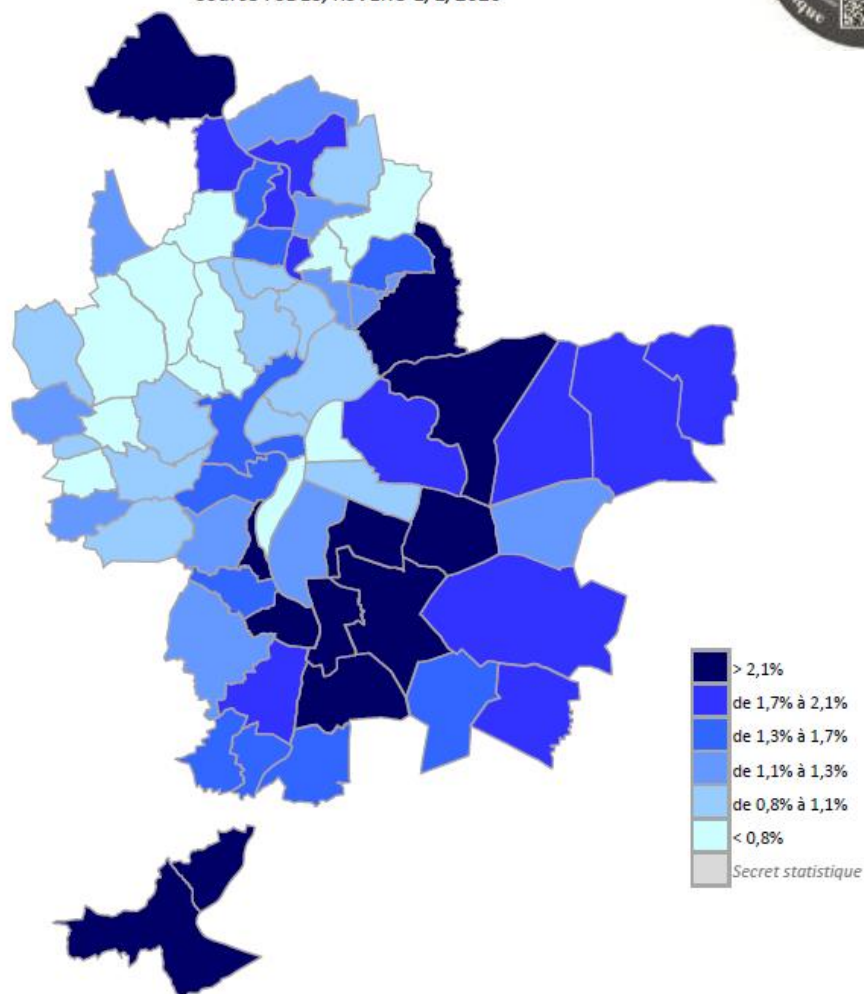 > 2,1%
de 1,7% à 2,1%
de 1,3% à 1,7%
de 1,1% à 1,3%
de 0,8% à 1,1%
< 0,8%
Secret statistique